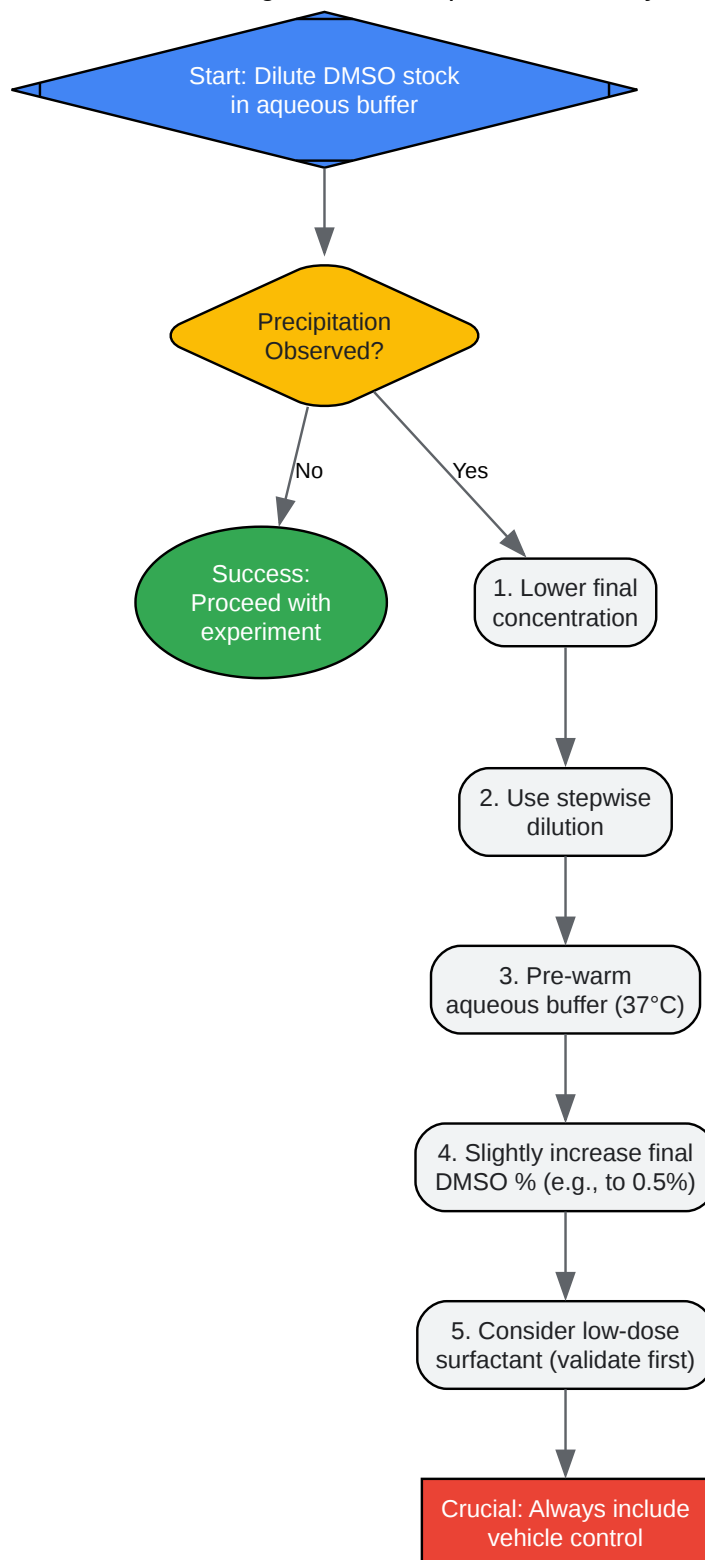 Start: Dilute DMSO stock
in aqueous buffer
Precipitation
Observed?
No
Yes
Success:
Proceed with
experiment
1. Lower final
concentration
2. Use stepwise
dilution
3. Pre-warm
aqueous buffer (37°C)
4. Slightly increase final
DMSO % (e.g., to 0.5%)
5. Consider low-dose
surfactant (validate first)
Crucial: Always include
vehicle control